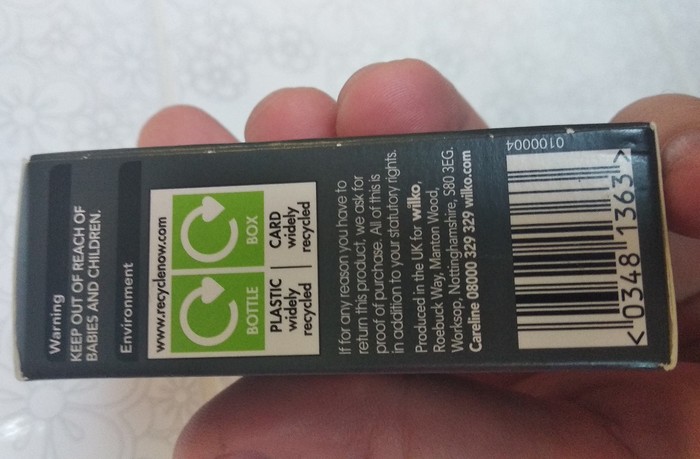 Warning
KEEP OUT OF REACH OF
BABIES AND CHILDREN.
Environment
www.recyclenow.com
BOTTLE BOX
PLASTIC CARD
widely widely
recycled recycled
If for any reason you have to
return this product, we ask for
proof of purchase. All of this is
in addition to your statutory rights.
Produced in the UK for wilko,
Roebuck Way, Manton Wood,
Worksop, Nottinghamshire, S80 3EG.
Careline 08000 329 329 wilko.com
0100004
<0348 1363>